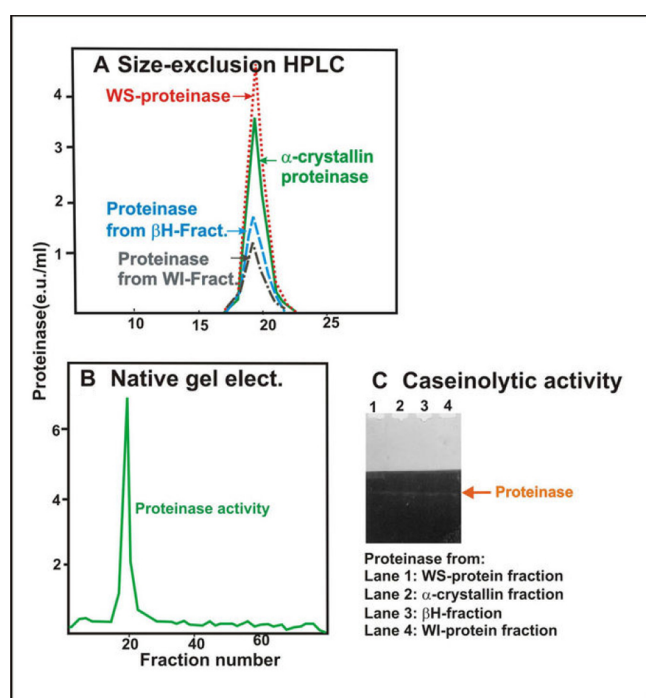 A Size-exclusion HPLC
4
3
2
1
WS-proteinase
α-crystallin
proteinase
Proteinase
from βH-Fract.
Proteinase
from WI-Fract.
10 15 20 25
Proteinase(e.u./ml)
B Native gel elect.
6
4
2
Proteinase activity
20 40 60
Fraction number
C Caseinolytic activity
1 2 3 4
Proteinase
Proteinase from:
Lane 1: WS-protein fraction
Lane 2: α-crystallin fraction
Lane 3: βH-fraction
Lane 4: WI-protein fraction